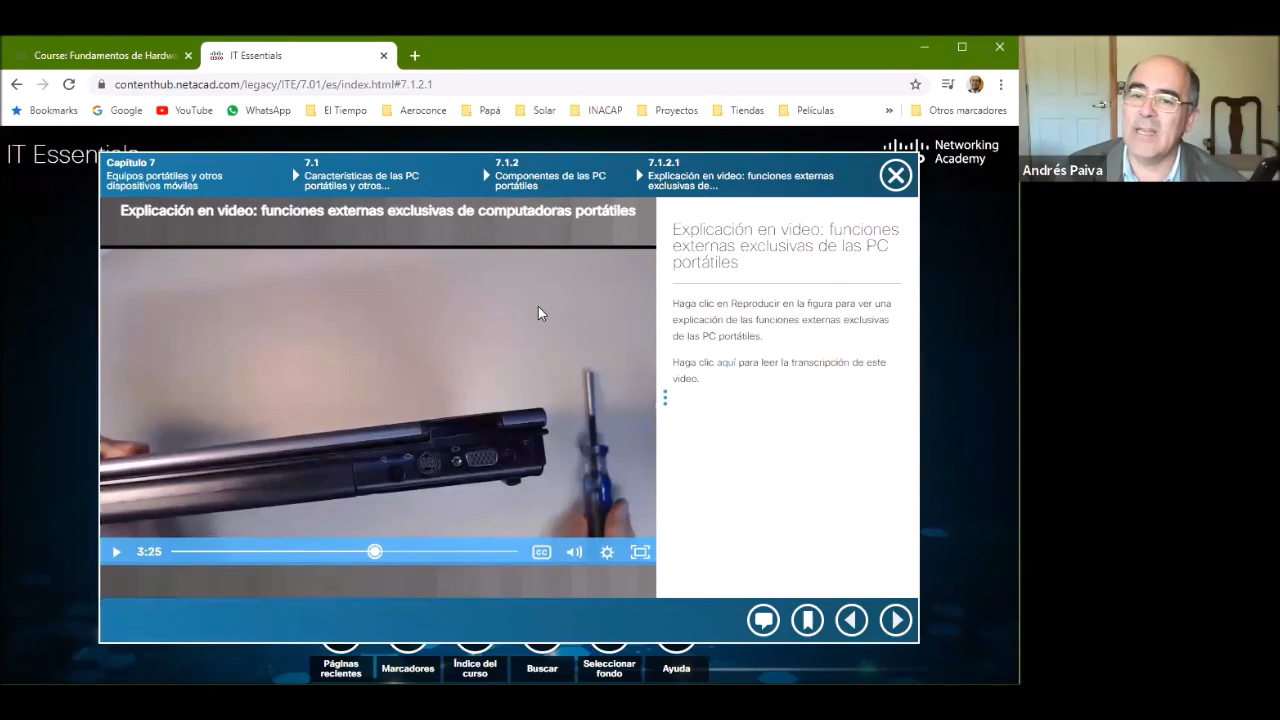 Course: Fundamentos de Hardwa
IT Essentials
contenthub.netacad.com/legacy/ITE/7.01/es/index.html#7.1.2.1
Bookmarks
Google
YouTube
WhatsApp
El Tiempo
Aeroconce
Papá
Solar
INACAP
Proyectos
Tiendas
Películas
»
Otros marcadores
IT Essentials
Networking
Academy
Capítulo 7
Equipos portátiles y otros
dispositivos móviles
7.1
Características de las PC
portátiles y otros...
7.1.2
Componentes de las PC
portátiles
7.1.2.1
Explicación en video: funciones
externas exclusivas de...
Andrés Paiva
Explicación en video: funciones externas exclusivas de computadoras portátiles
Explicación en video: funciones
externas exclusivas de las PC
portátiles
Haga clic en Reproducir en la figura para ver una
explicación de las funciones externas exclusivas
de las PC portátiles.
Haga clic aquí para leer la transcripción de este
video.
3:25
CC
Páginas
recientes
Marcadores
Índice del
curso
Buscar
Seleccionar
fondo
Ayuda